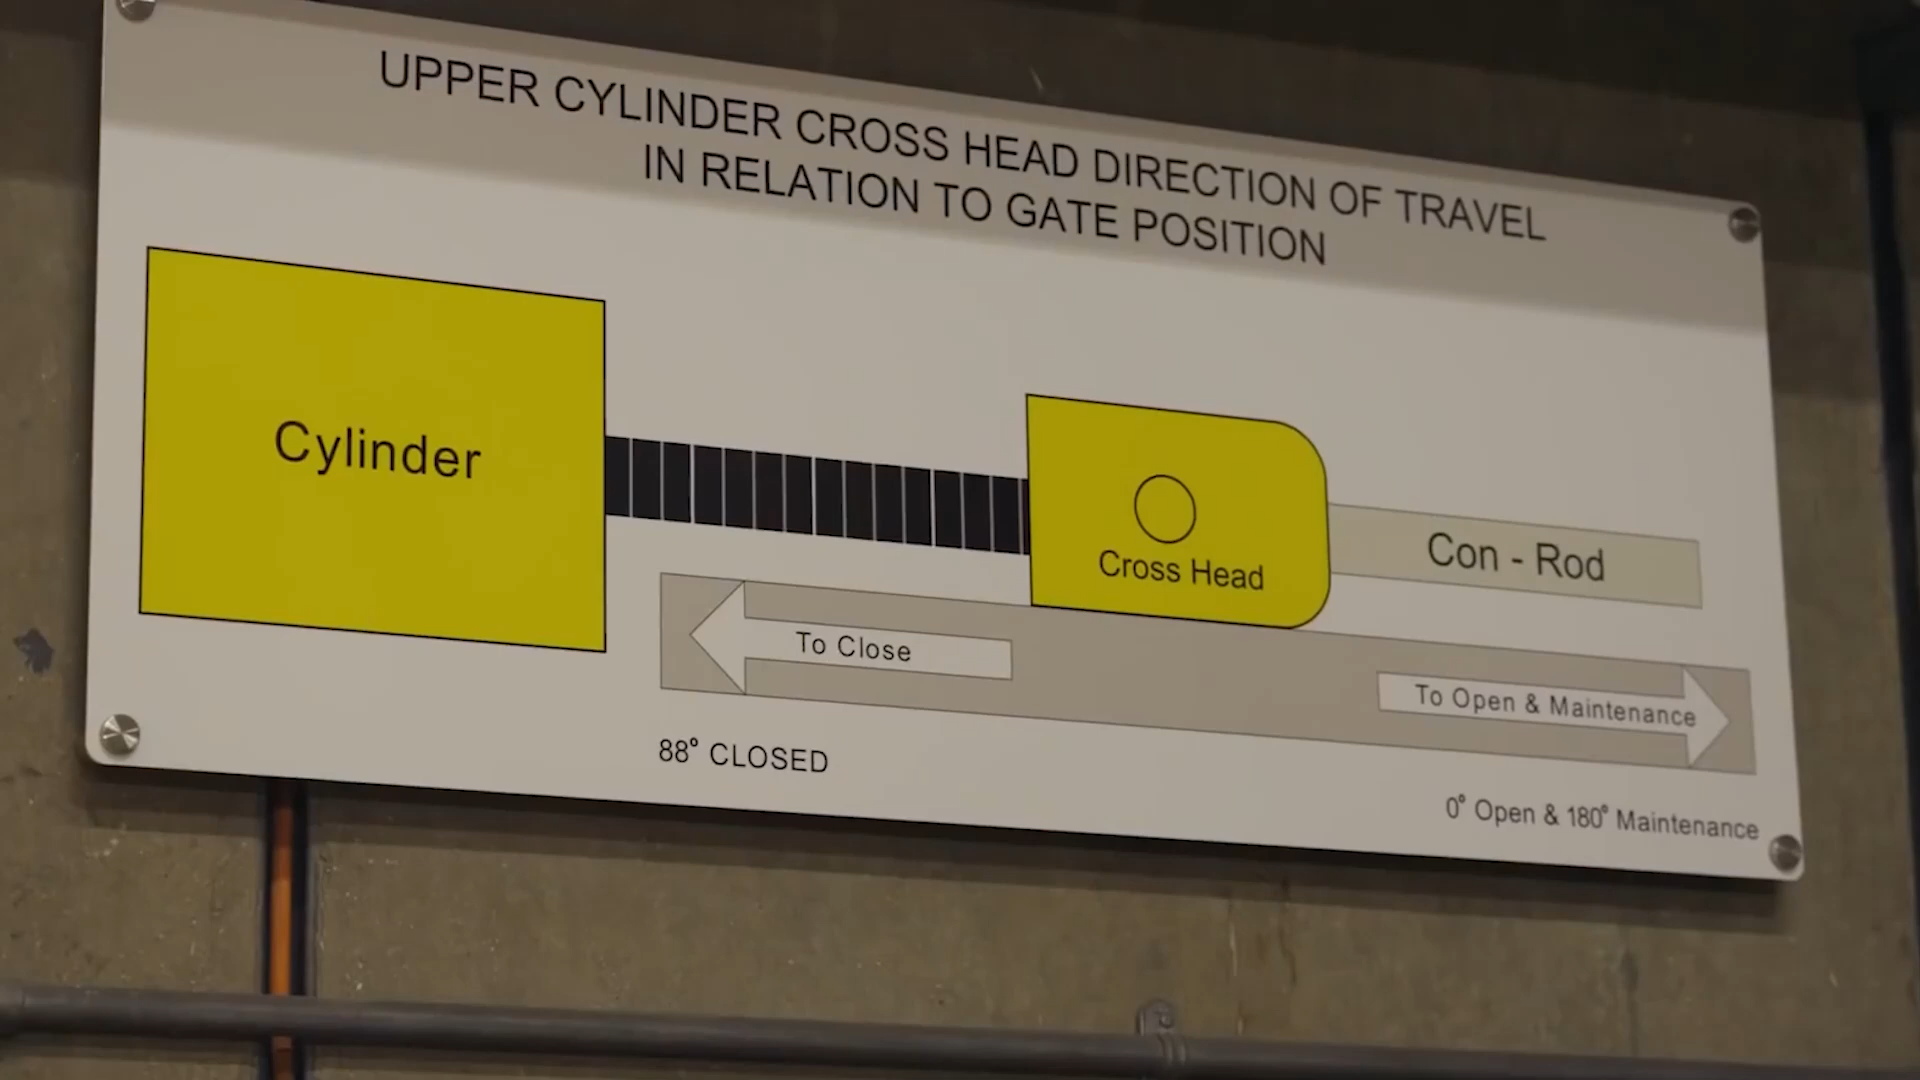 UPPER CYLINDER CROSS HEAD DIRECTION OF TRAVEL
IN RELATION TO GATE POSITION
Cylinder
Cross Head
Con - Rod
To Close
To Open & Maintenance
88° CLOSED
0° Open & 180° Maintenance